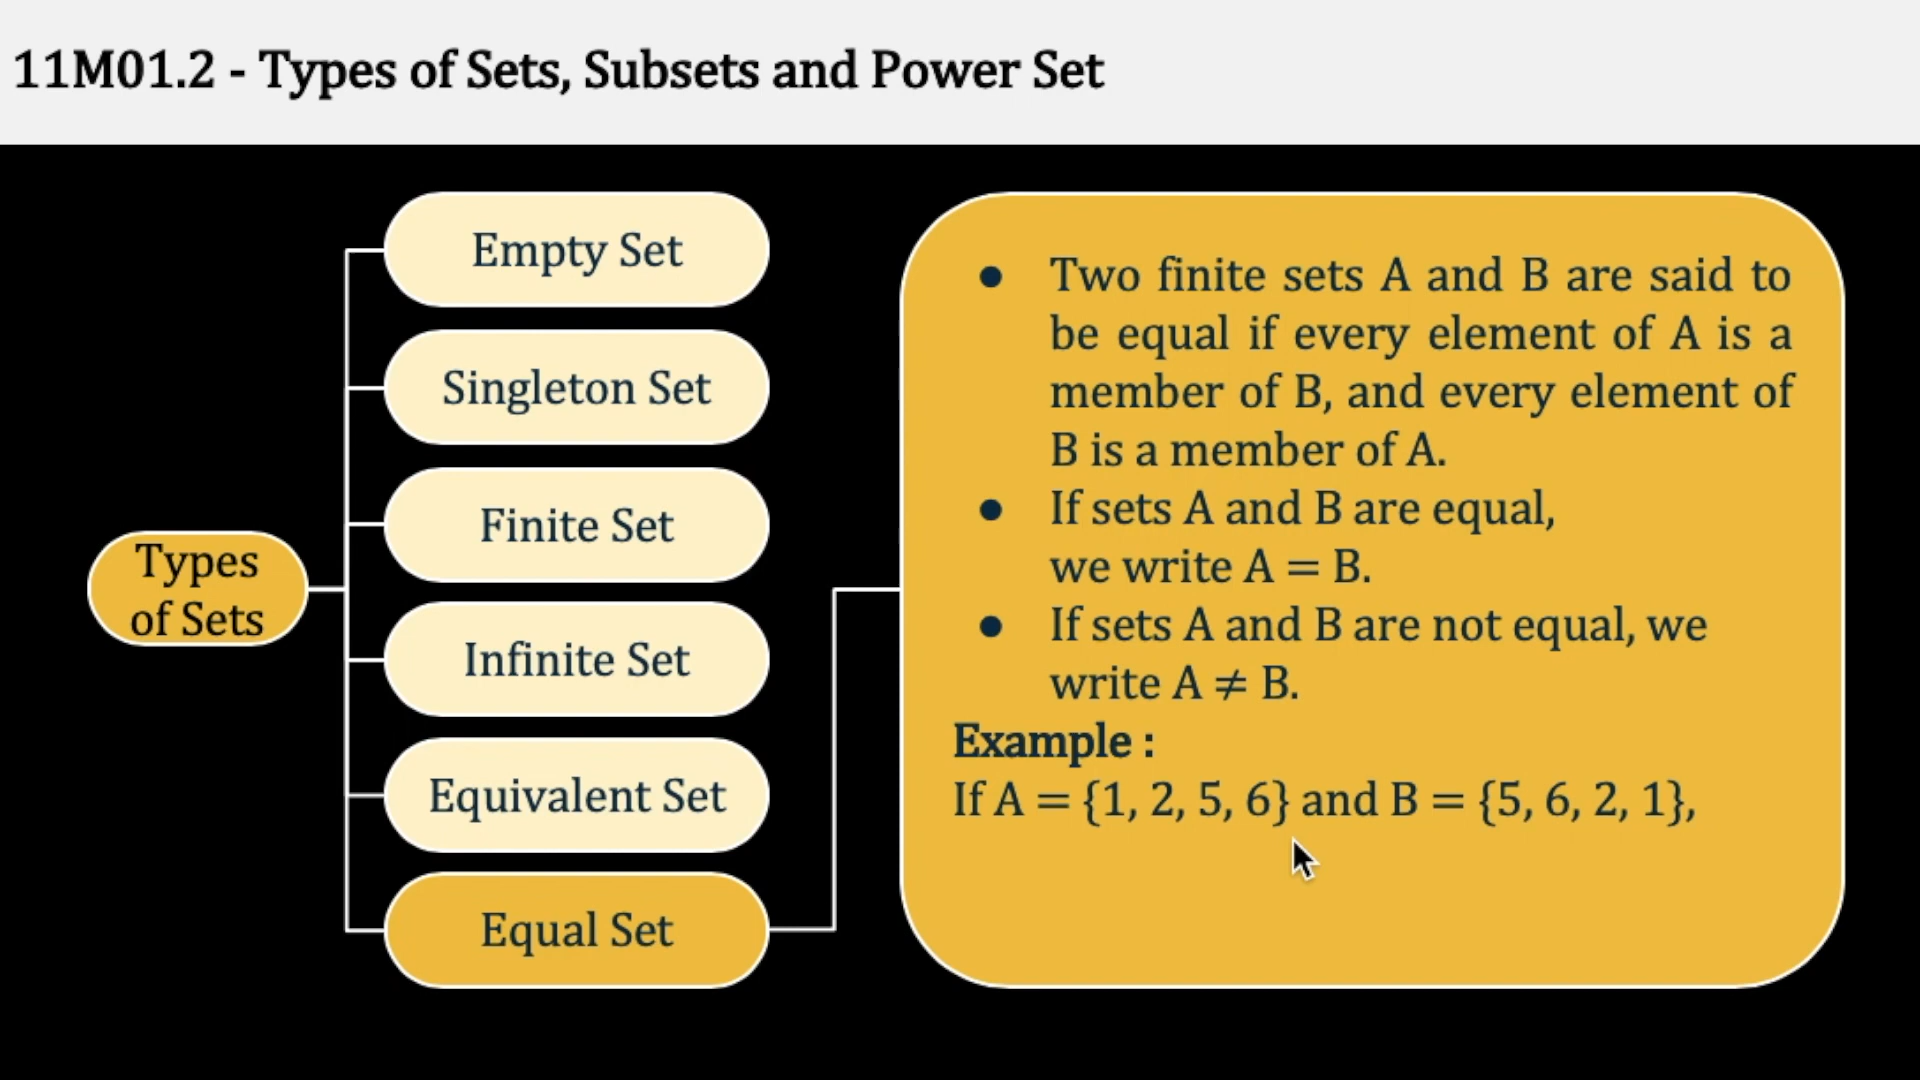 11M01.2 - Types of Sets, Subsets and Power Set
Types
of Sets
Empty Set
Singleton Set
Finite Set
Infinite Set
Equivalent Set
Equal Set
● Two finite sets A and B are said to
be equal if every element of A is a
member of B, and every element of
B is a member of A.
● If sets A and B are equal,
we write A = B.
● If sets A and B are not equal, we
write A ≠ B.
Example :
If A = {1, 2, 5, 6} and B = {5, 6, 2, 1},